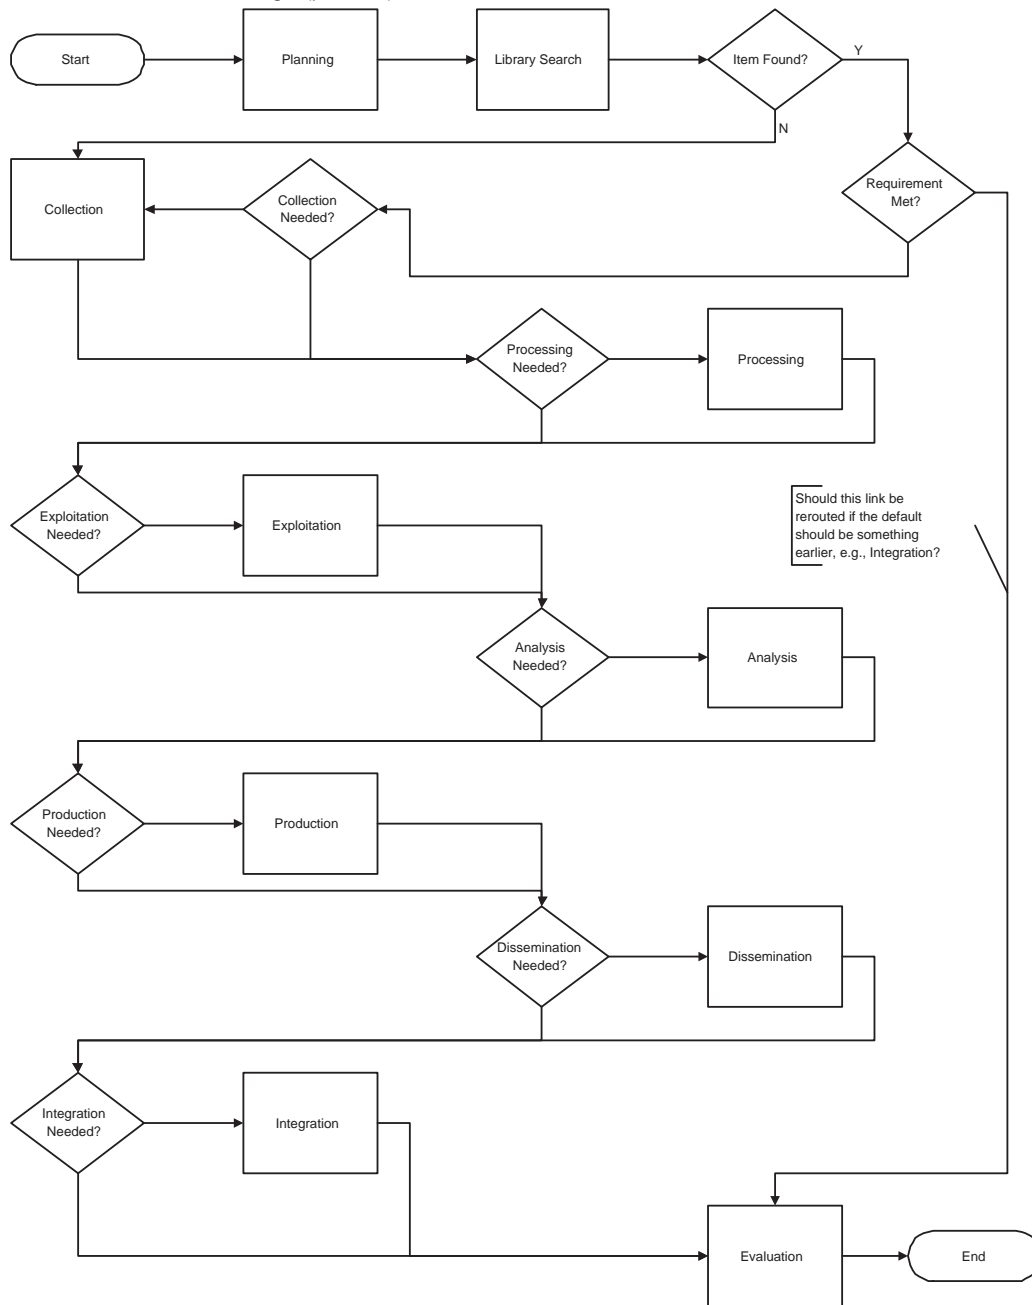 Start
Planning
Library Search
Item Found?
Y
N
Requirement
Met?
Collection
Collection
Needed?
Processing
Needed?
Processing
Exploitation
Needed?
Exploitation
Should this link be
rerouted if the default
should be something
earlier, e.g., Integration?
Analysis
Needed?
Analysis
Production
Needed?
Production
Dissemination
Needed?
Dissemination
Integration
Needed?
Integration
Evaluation
End